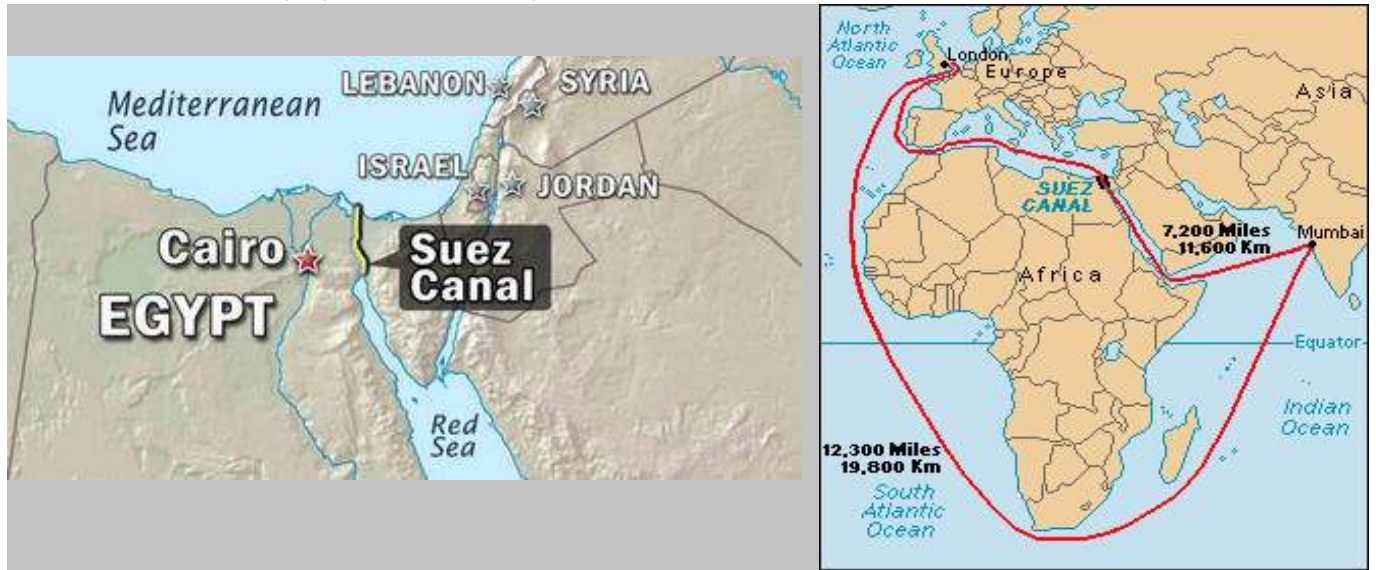 LEBANON
SYRIA
Mediterranean
Sea
ISRAEL
JORDAN
Cairo
Suez
Canal
EGYPT
Red
Sea
North
Atlantic
Ocean
London
Europe
Asia
SUEZ
CANAL
7,200 Miles
11,600 Km
Mumbai
Africa
Equator
Indian
Ocean
12,300 Miles
19,800 Km
South
Atlantic
Ocean